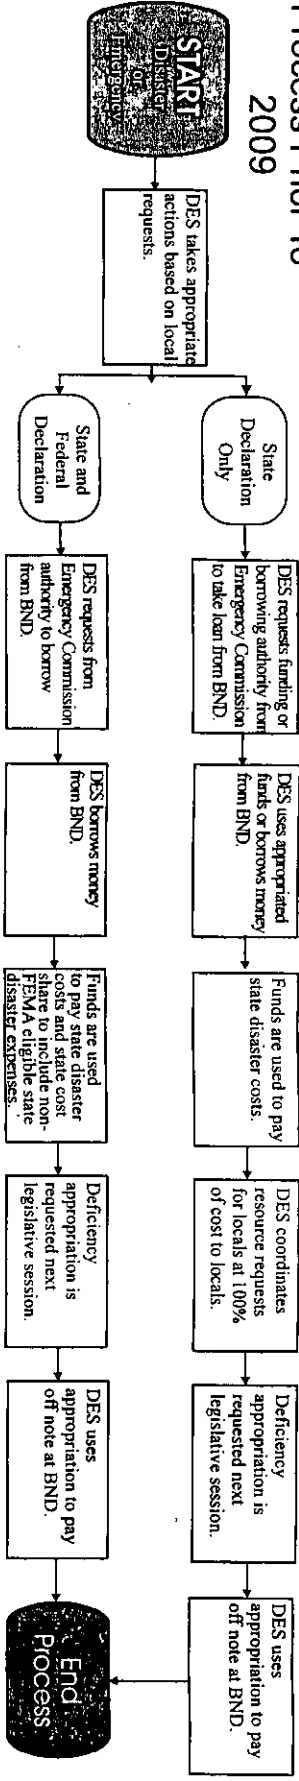 Process Prior to
2009
START
Disaster
or
Emergency
DES takes appropriate
actions based on local
requests.
State
Declaration
Only
DES requests funding or
borrowing authority from
Emergency Commission
to take loan from BND.
DES uses appropriated
funds or borrows money
from BND.
Funds are used to pay
state disaster costs.
DES coordinates
resource requests
for locals at 100%
of cost to locals.
Deficiency
appropriation is
requested next
legislative session.
DES uses
appropriation to pay
off note at BND.
State and
Federal
Declaration
DES requests from
Emergency Commission
authority to borrow
from BND.
DES borrows money
from BND.
Funds are used
to pay state disaster
costs and state cost
share to include non-
FEMA eligible state
disaster expenses.
Deficiency
appropriation is
requested next
legislative session.
DES uses
appropriation to pay
off note at BND.
End
Process